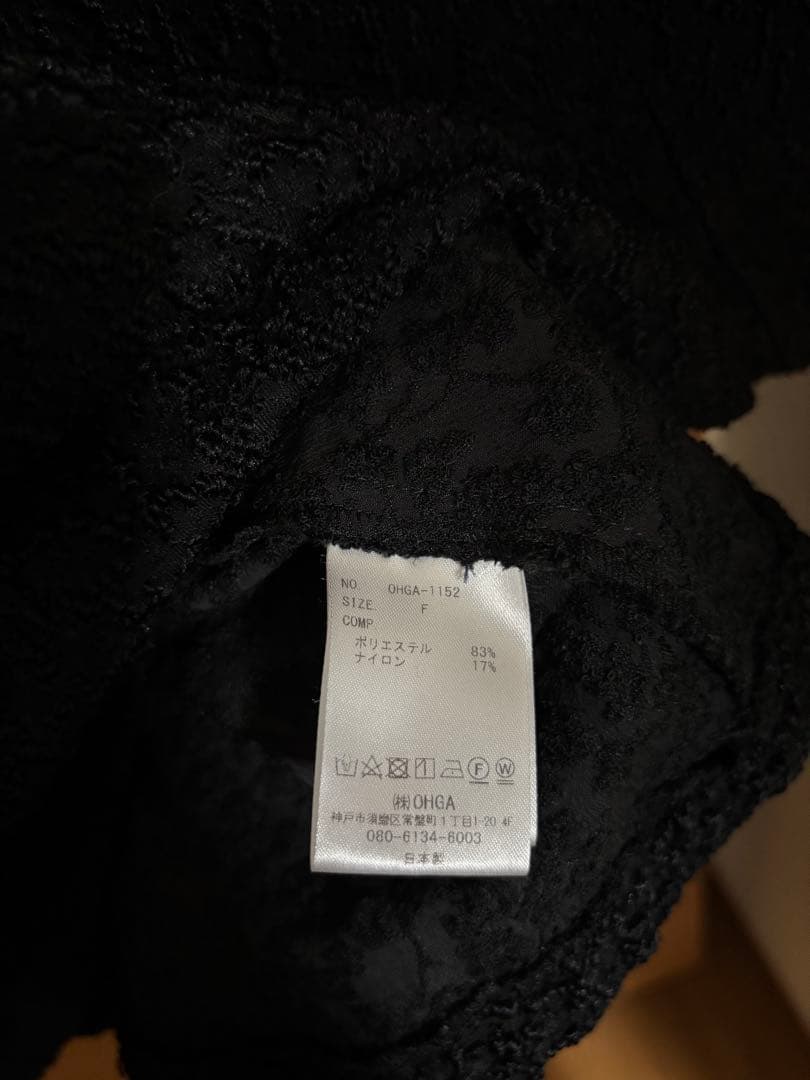 NO. OHGA-1152
SIZE. F
COMP.
ポリエステル 83%
ナイロン 17%
F W
㈱OHGA
神戸市須磨区常盤町1丁目1-20 4F
080-6134-6003
日本製